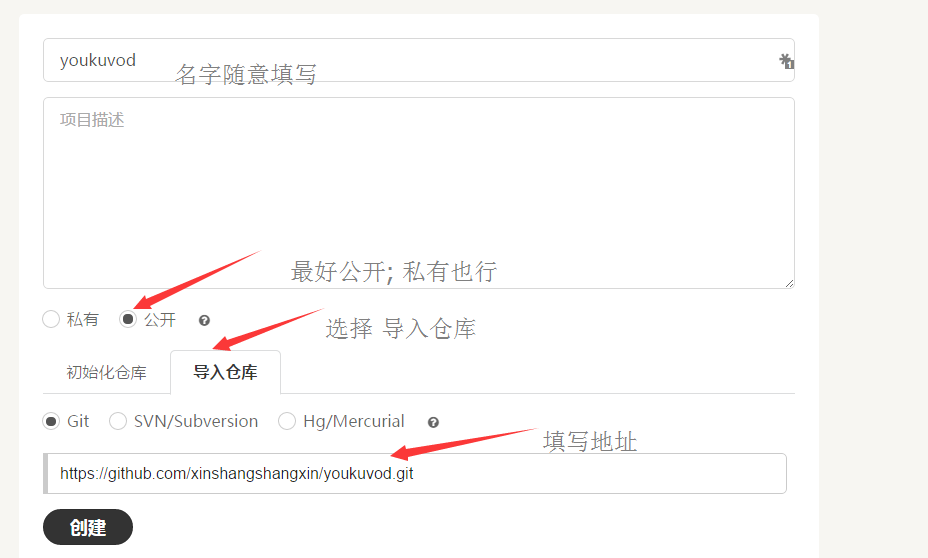 youkuvod
名字随意填写
项目描述
最好公开; 私有也行
私有 公开
选择 导入仓库
初始化仓库 导入仓库
Git SVN/Subversion Hg/Mercurial
填写地址
https://github.com/xinshangshangxin/youkuvod.git
创建